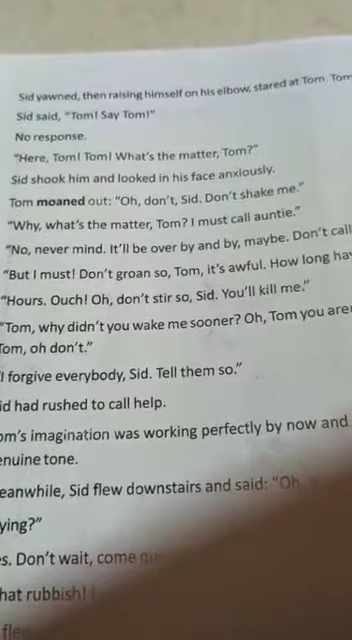 Sid yawned, then raising himself on his elbow, stared at Tom. Tom
Sid said, "Tom! Say Tom!"
No response.
"Here, Tom! Tom! What's the matter, Tom?"
Sid shook him and looked in his face anxiously.
Tom moaned out: "Oh, don't, Sid. Don't shake me."
"Why, what's the matter, Tom? I must call auntie."
"No, never mind. It'll be over by and by, maybe. Don't call
"But I must! Don't groan so, Tom, it's awful. How long ha
"Hours. Ouch! Oh, don't stir so, Sid. You'll kill me."
"Tom, why didn't you wake me sooner? Oh, Tom you are
Tom, oh don't."
I forgive everybody, Sid. Tell them so."
id had rushed to call help.
om's imagination was working perfectly by now and
enuine tone.
eanwhile, Sid flew downstairs and said: "Oh,
ying?"
s. Don't wait, come
hat rubbish!